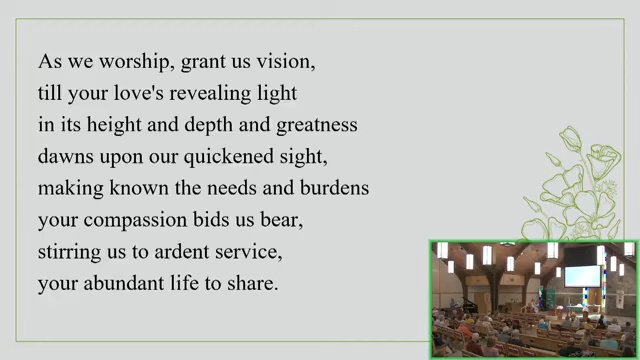 As we worship, grant us vision,
till your love's revealing light
in its height and depth and greatness
dawns upon our quickened sight,
making known the needs and burdens
your compassion bids us bear,
stirring us to ardent service,
your abundant life to share.